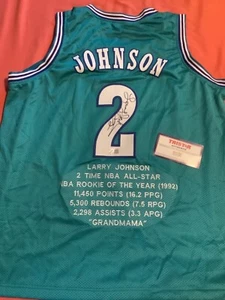 JOHNSON
2
LARRY JOHNSON
2 TIME NBA ALL-STAR
NBA ROOKIE OF THE YEAR (1992)
11,450 POINTS (16.2 PPG)
5,300 REBOUNDS (7.5 RPG)
2,298 ASSISTS (3.3 APG)
"GRANDMAMA"
TRISTAR